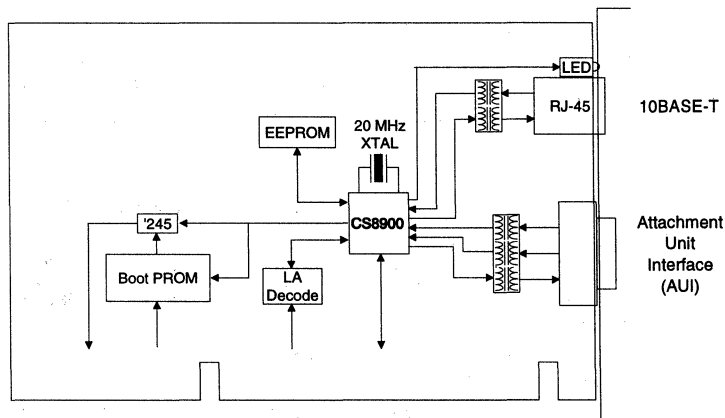 LED
RJ-45
10BASE-T
20 MHz
XTAL
EEPROM
CS8900
'245
Boot PROM
LA
Decode
Attachment
Unit
Interface
(AUI)